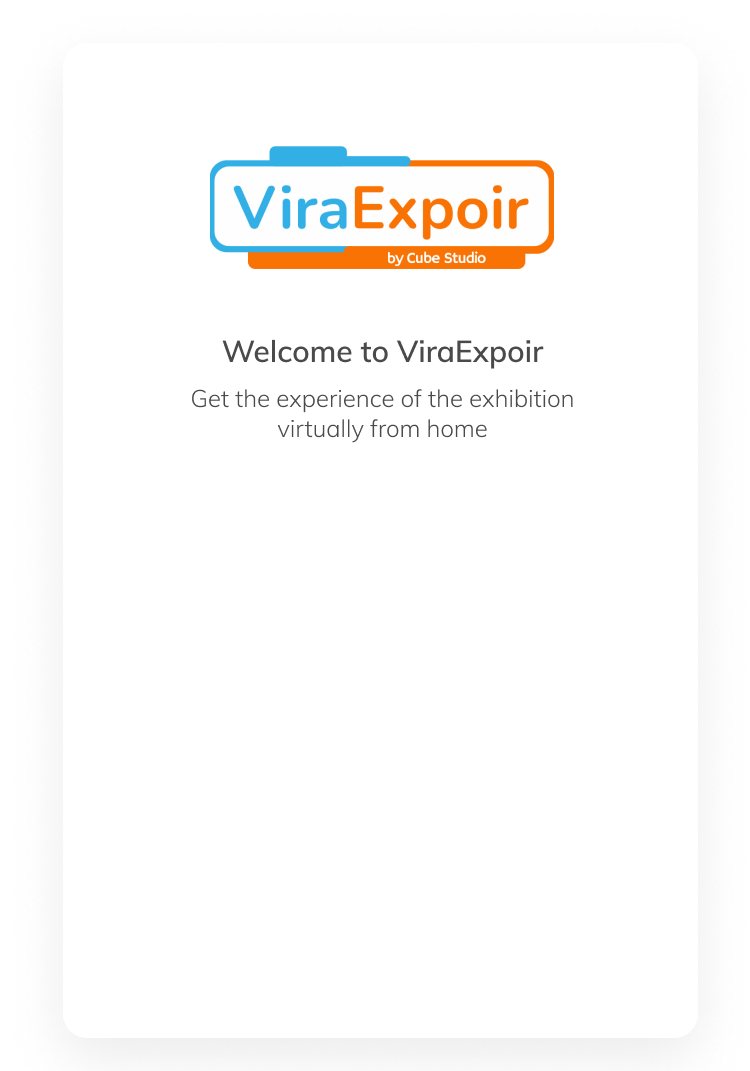 ViraExpoir
by Cube Studio
Welcome to ViraExpoir
Get the experience of the exhibition
virtually from home